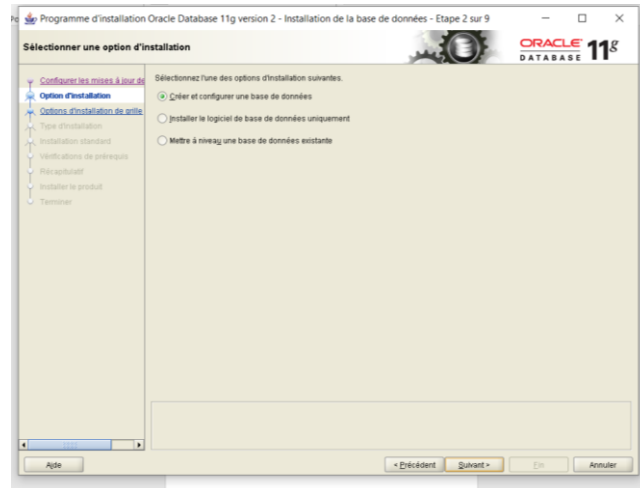 Programme d'installation Oracle Database 11g version 2 - Installation de la base de données - Etape 2 sur 9
Sélectionner une option d'installation
ORACLE 11g
DATABASE
Configurer les mises à jour de
Option d'installation
Options d'installation de grille
Type d'installation
Installation standard
Vérifications de prérequis
Récapitulatif
Installer le produit
Terminer
Sélectionnez l'une des options d'installation suivantes.
Créer et configurer une base de données
Installer le logiciel de base de données uniquement
Mettre à niveau une base de données existante
Aide
< Précédent
Suivant >
Fin
Annuler